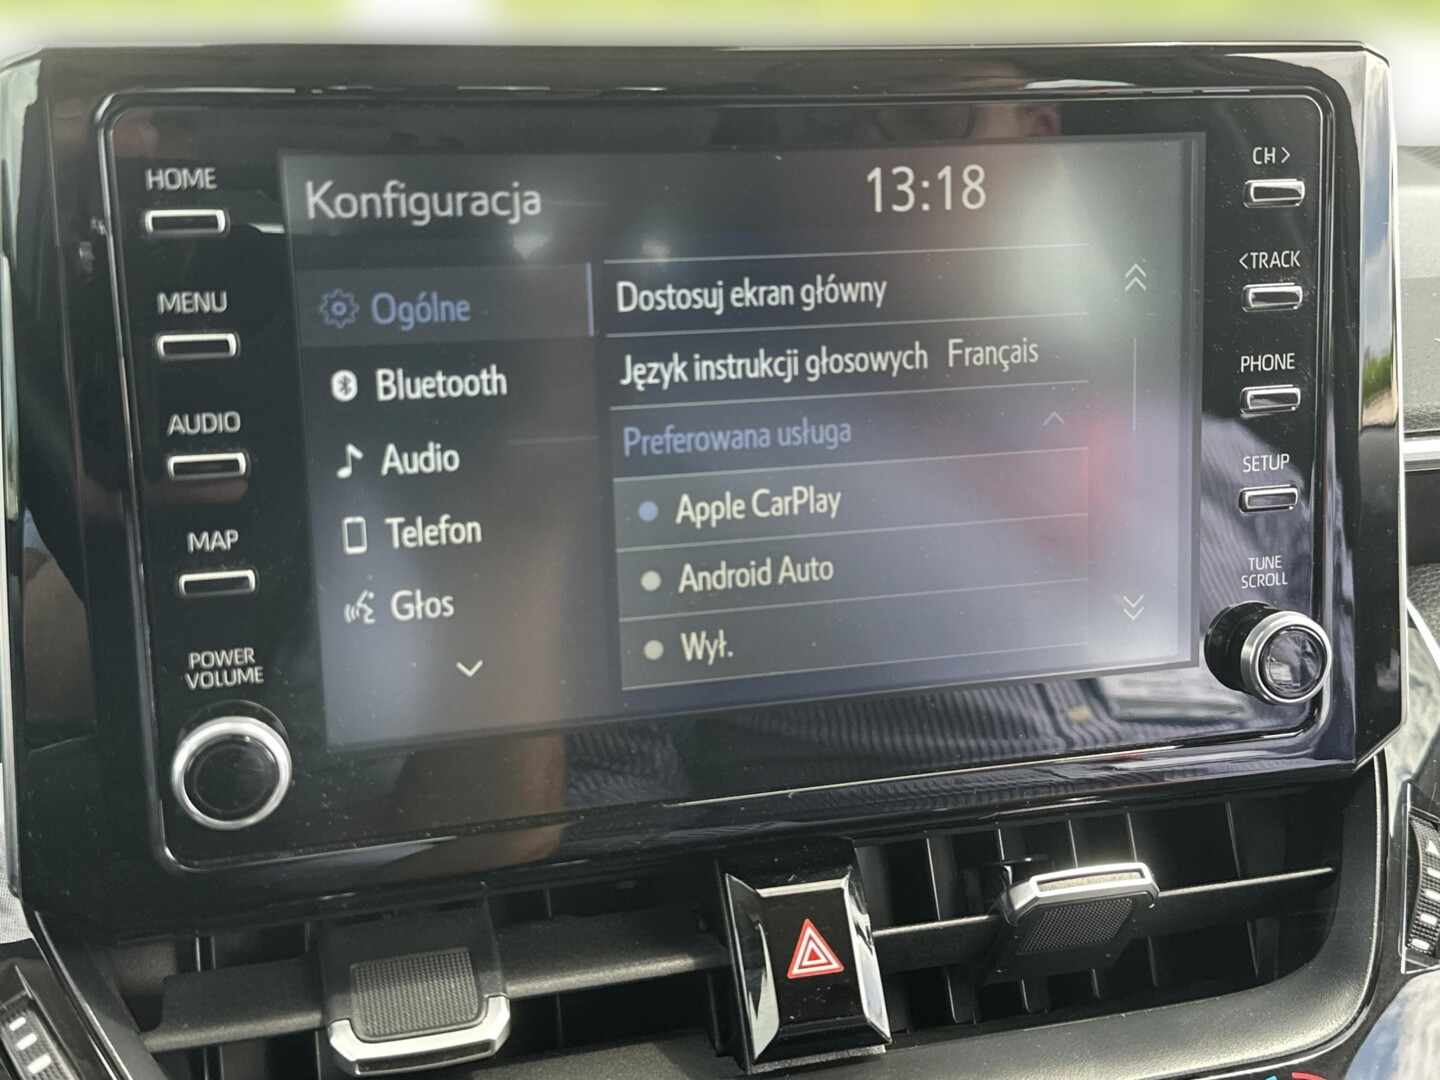 HOME
MENU
AUDIO
MAP
POWER
VOLUME
Konfiguracja
13:18
Ogólne
Bluetooth
Audio
Telefon
Głos
Dostosuj ekran główny
Język instrukcji głosowych Français
Preferowana usługa
Apple CarPlay
Android Auto
Wył.
CH >
<TRACK
PHONE
SETUP
TUNE
SCROLL